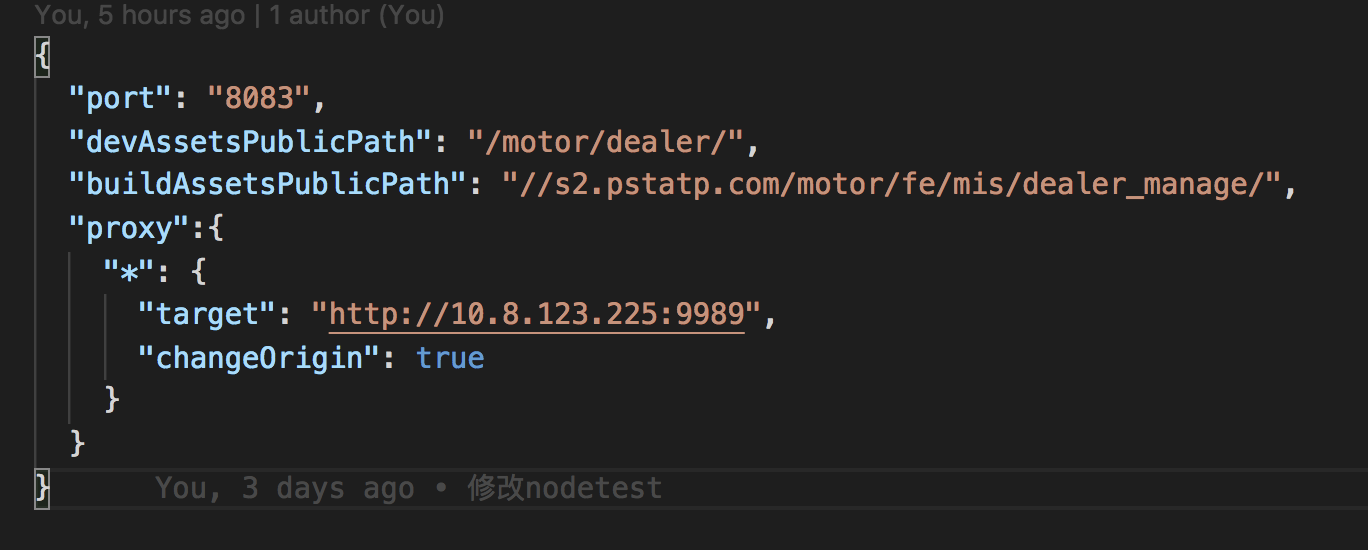 You, 5 hours ago | 1 author (You)
{
"port": "8083",
"devAssetsPublicPath": "/motor/dealer/",
"buildAssetsPublicPath": "//s2.pstatp.com/motor/fe/mis/dealer_manage/",
"proxy":{
"*": {
"target": "http://10.8.123.225:9989",
"changeOrigin": true
}
}
} You, 3 days ago • 修改nodetest